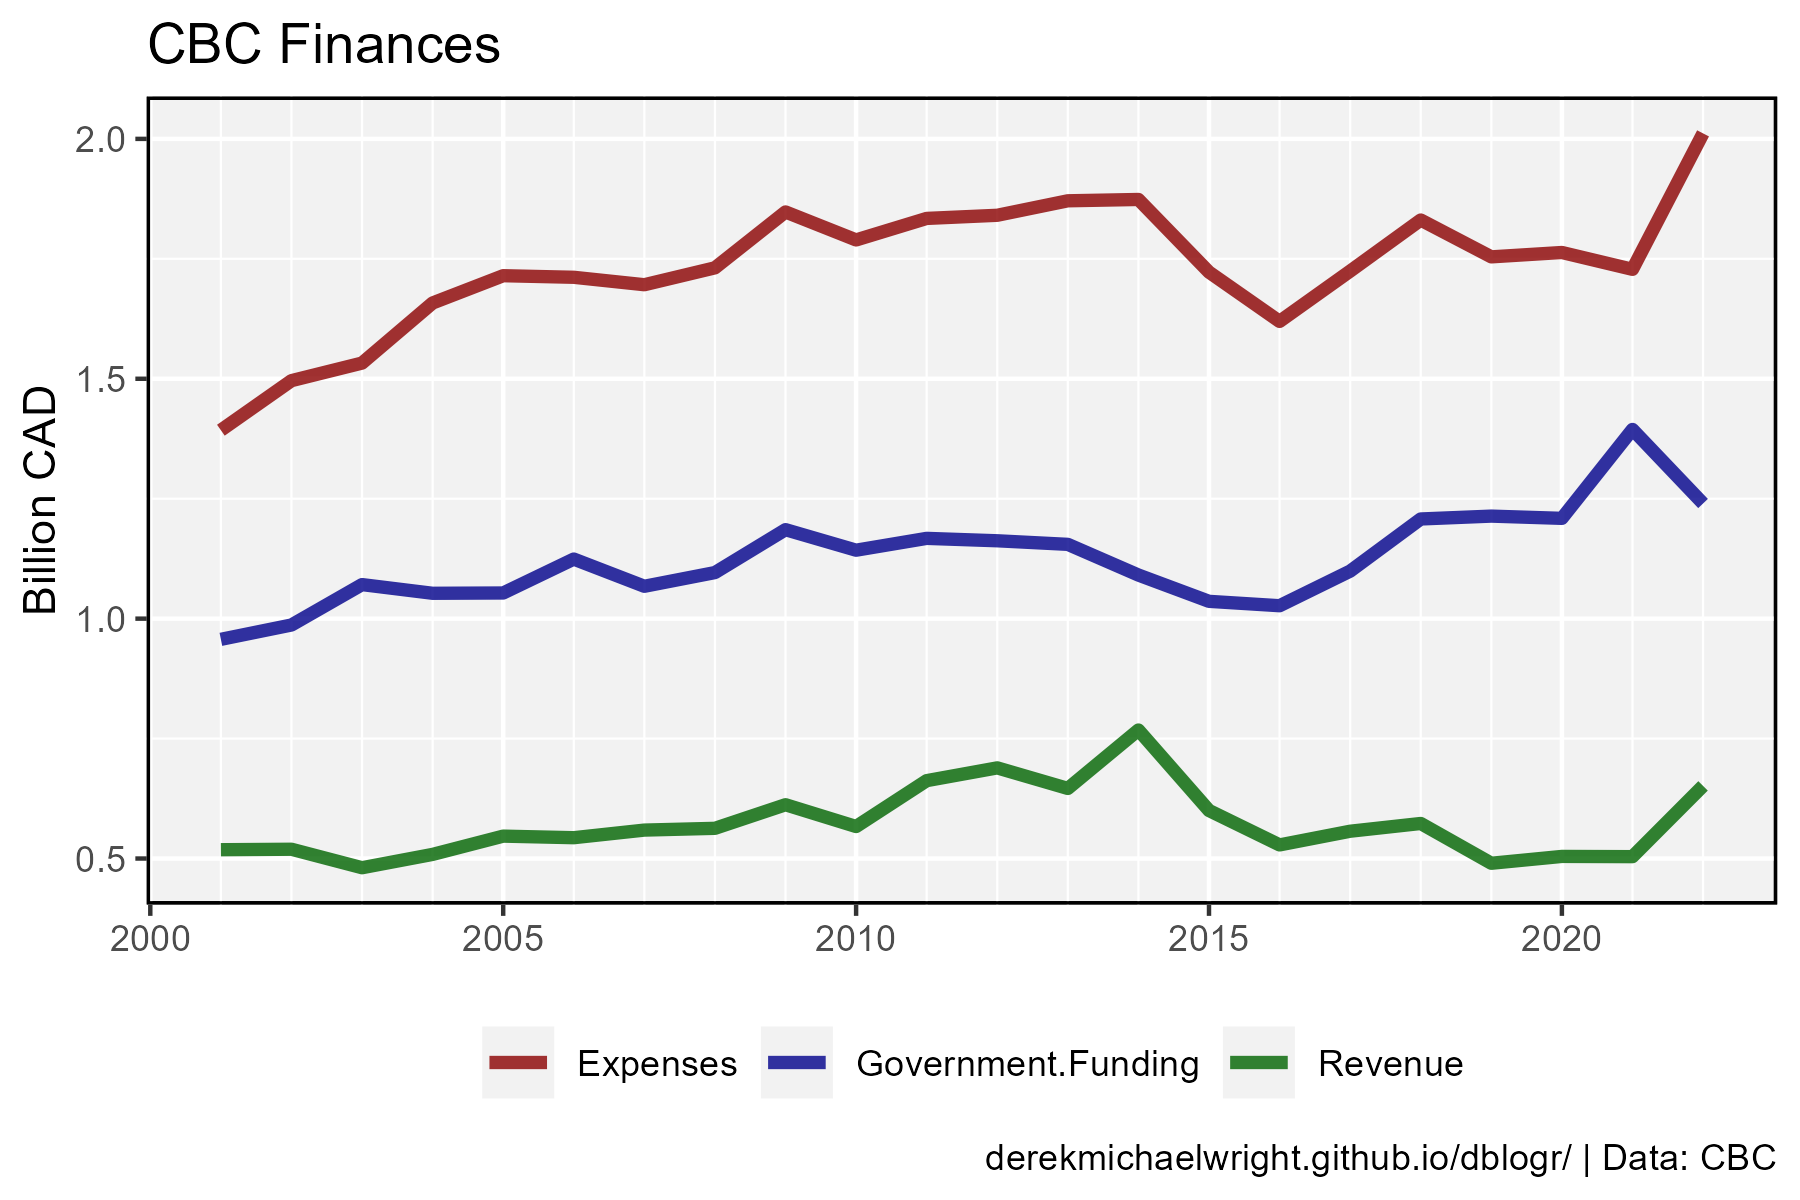 CBC Finances
Billion CAD
2.0
1.5
1.0
0.5
2000 2005 2010 2015 2020
Expenses Government.Funding Revenue
derekmichaelwright.github.io/dblogr/ | Data: CBC